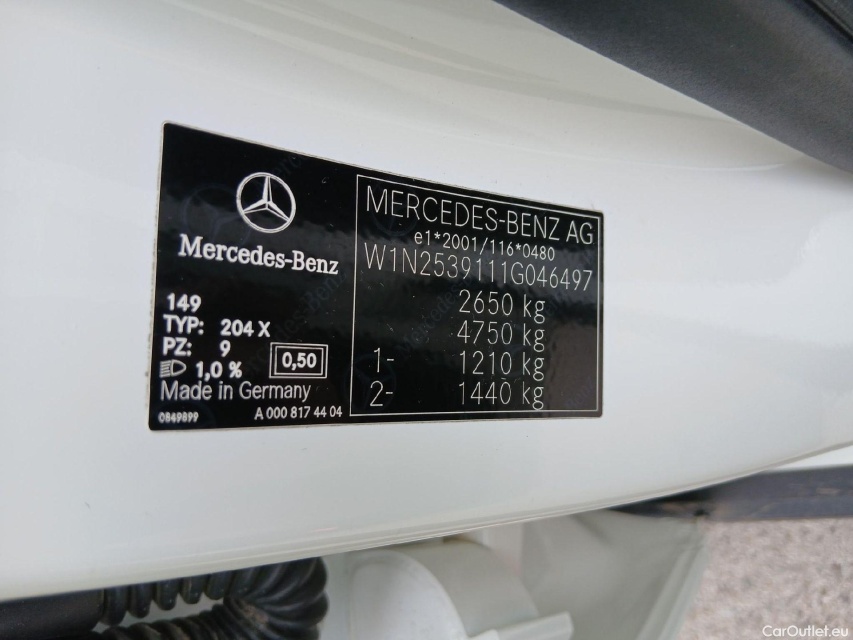 Mercedes-Benz
149
TYP: 204 X
PZ: 9
1,0 %
0,50
Made in Germany
0849899
A 000 817 44 04
MERCEDES-BENZ AG
e1*2001/116*0480
W1N2539111G046497
2650 kg
4750 kg
1- 1210 kg
2- 1440 kg
CarOutlet.eu